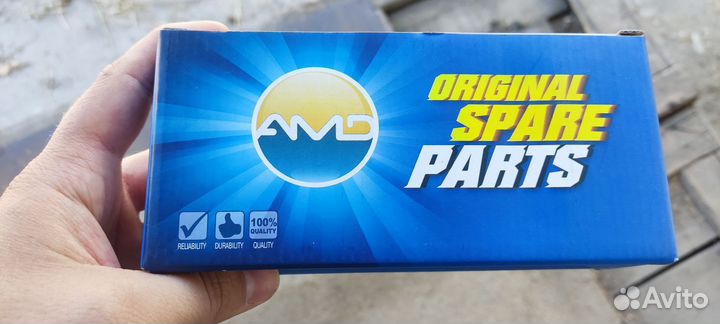 AMD
ORIGINAL
SPARE
PARTS
100%
QUALITY
RELIABILITY DURABILITY QUALITY
Avito